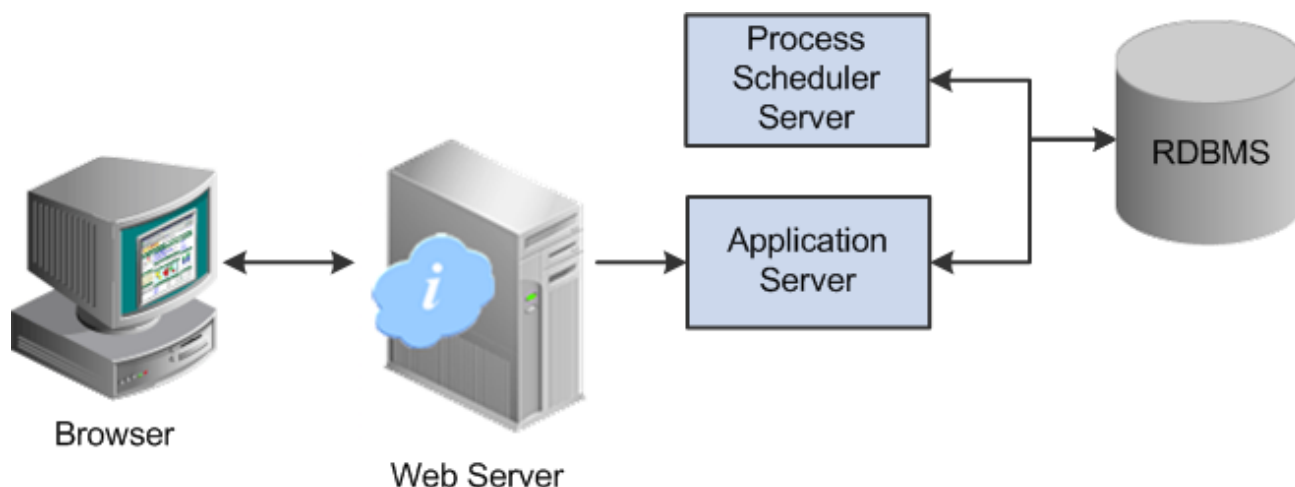 Process
Scheduler
Server
RDBMS
Application
Server
i
Browser
Web Server